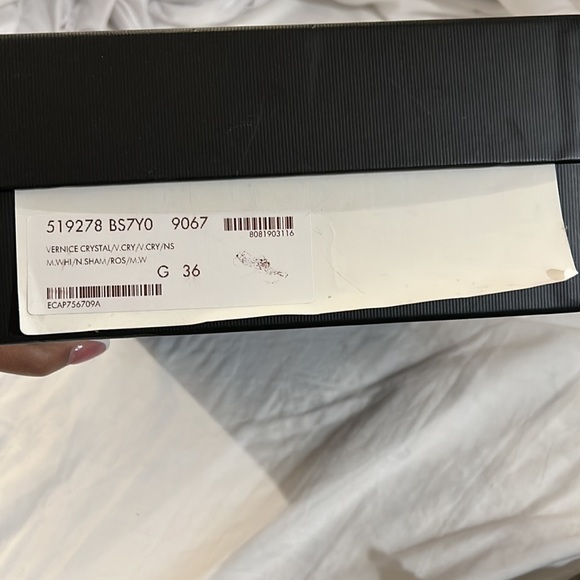 519278 BS7Y0 9067
8081903116
VERNICE CRYSTAL/V.CRY/V.CRY/NS
M.WHI/N.SHAM/ROS/M.W
G 36
ECAP756709A